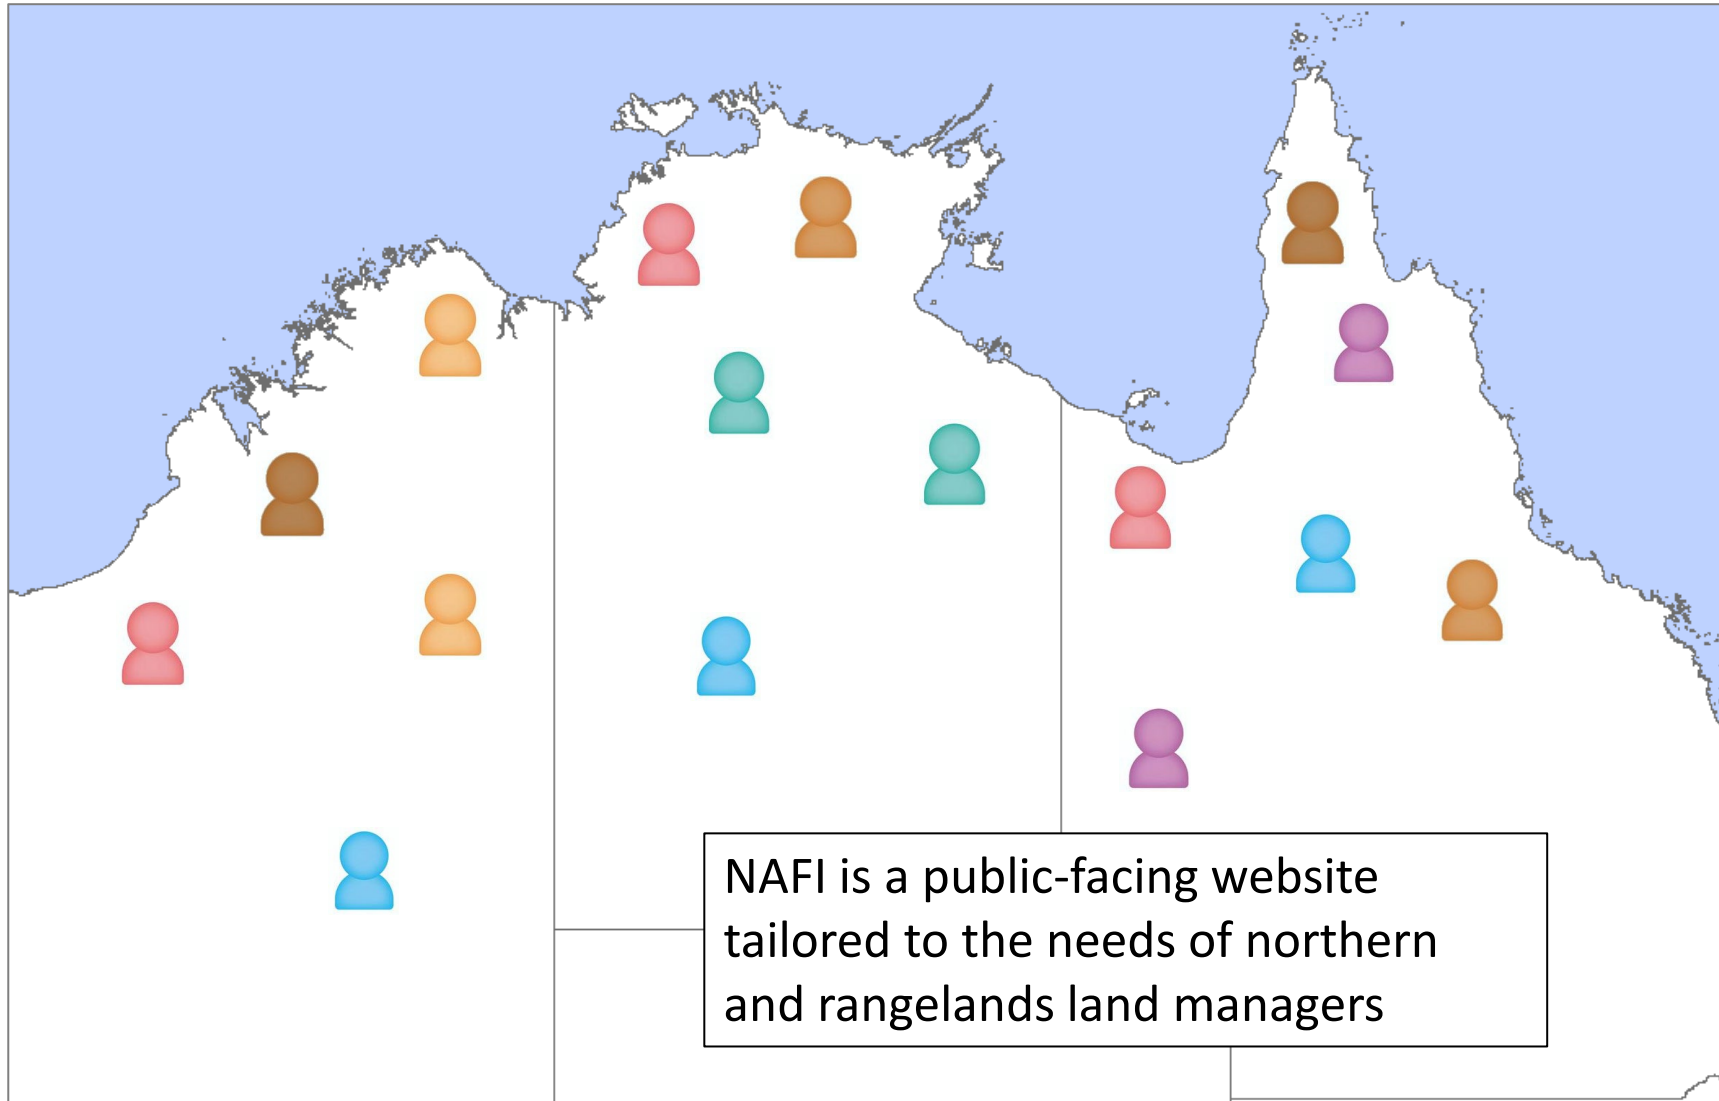 NAFI is a public-facing website
tailored to the needs of northern
and rangelands land managers